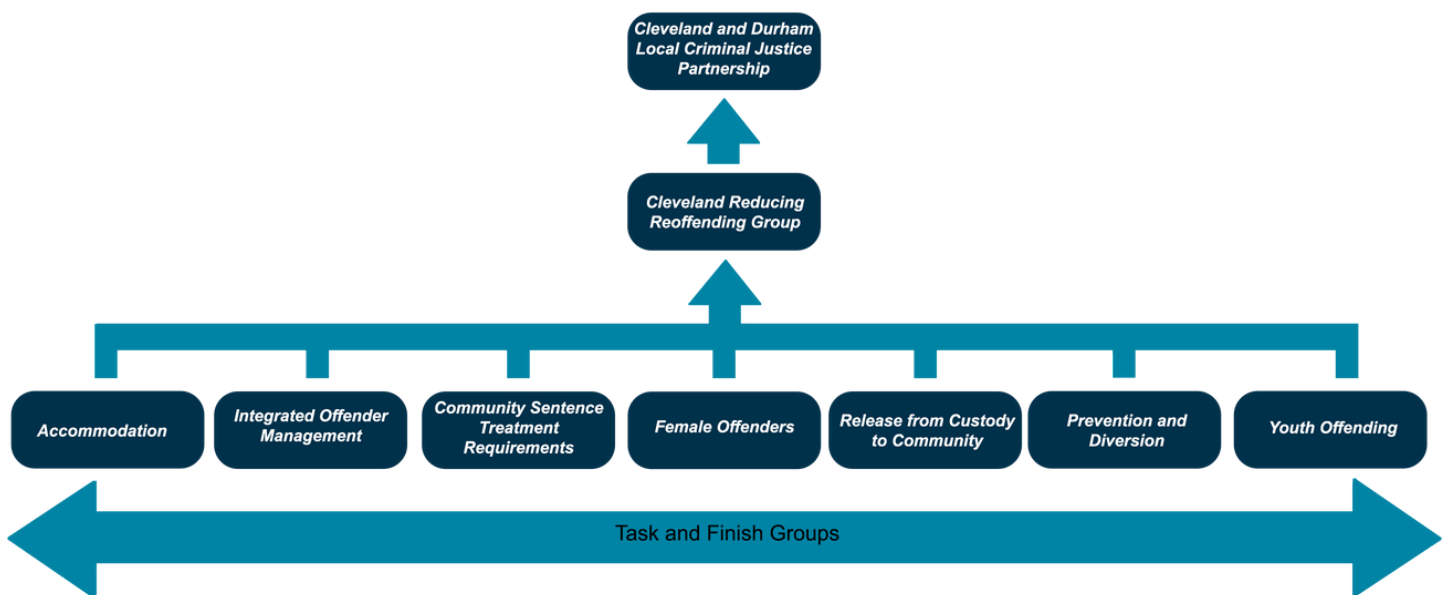 Cleveland and Durham
Local Criminal Justice
Partnership
Cleveland Reducing
Reoffending Group
Accommodation
Integrated Offender
Management
Community Sentence
Treatment
Requirements
Female Offenders
Release from Custody
to Community
Prevention and
Diversion
Youth Offending
Task and Finish Groups